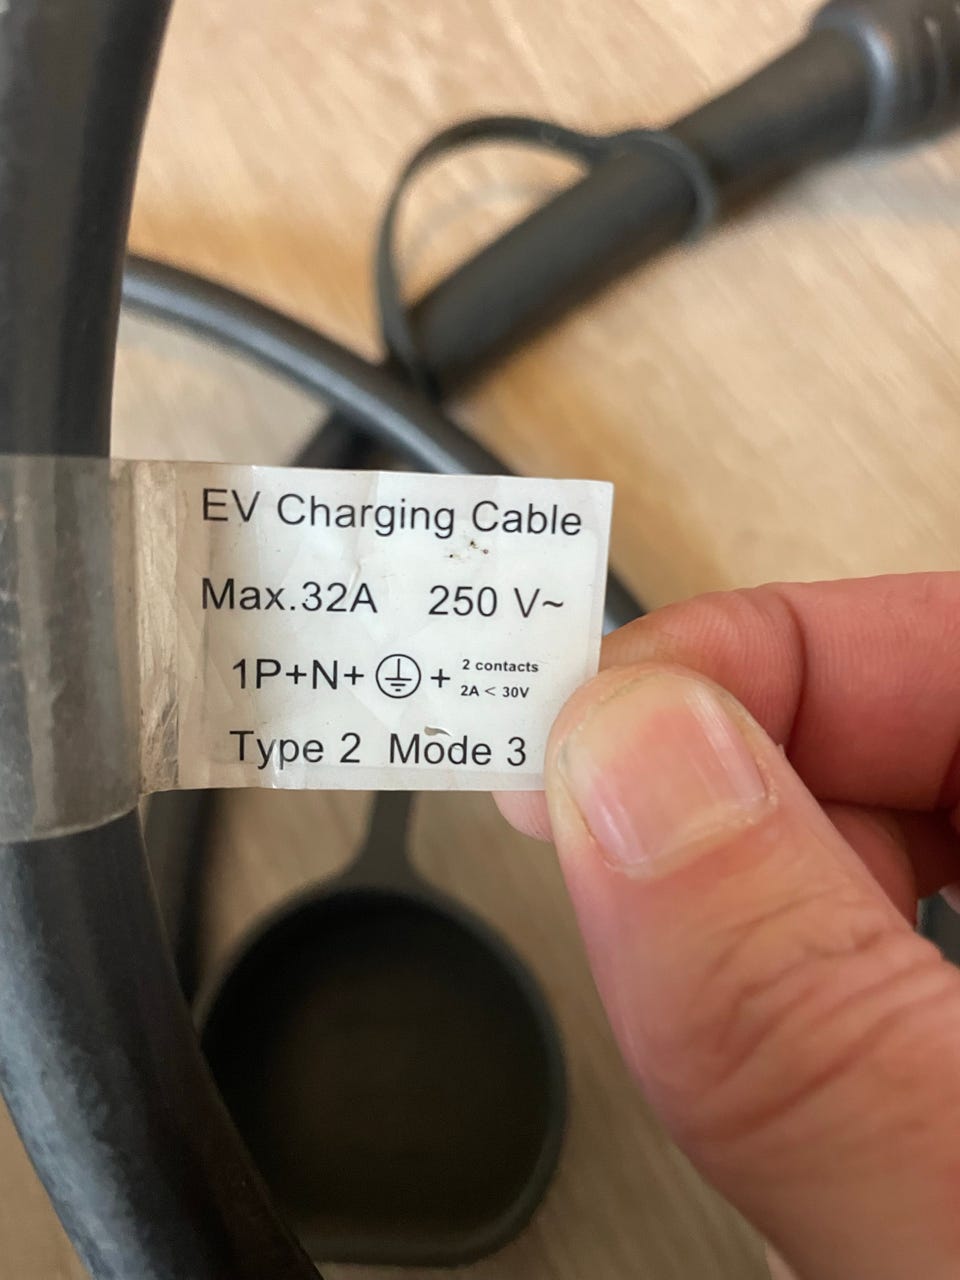 EV Charging Cable
Max.32A 250 V~
1P+N+⏚+ 2 contacts
2A < 30V
Type 2 Mode 3